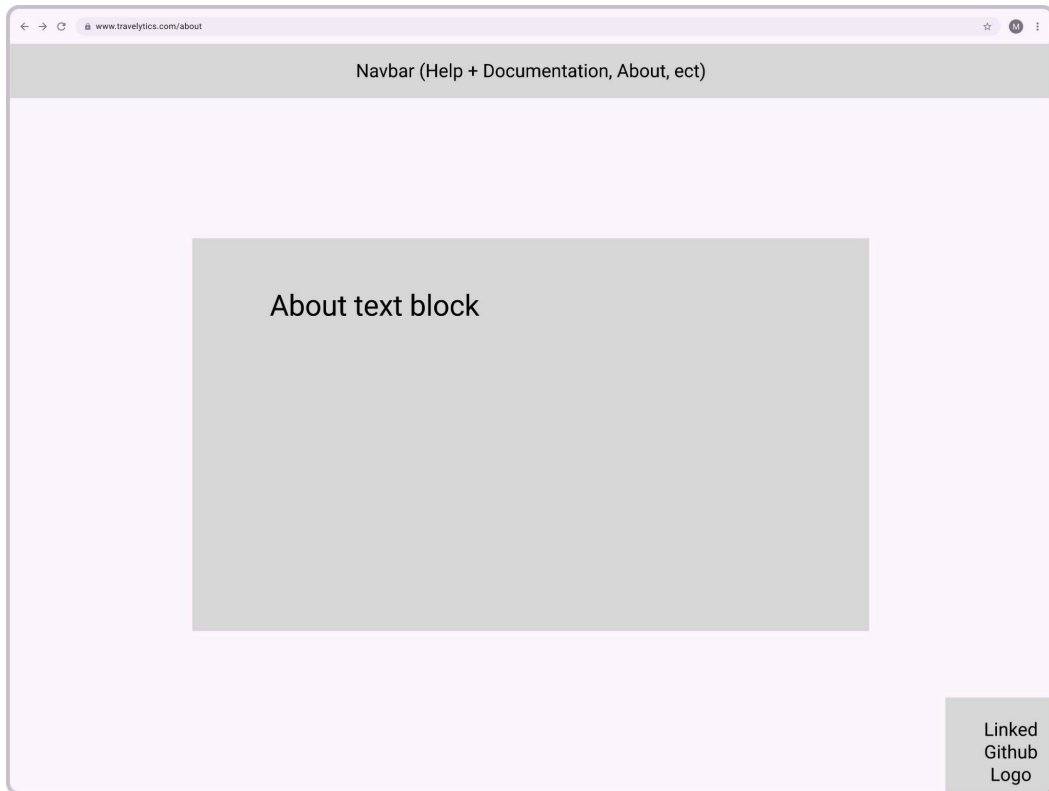 www.travelytics.com/about
M
Navbar (Help + Documentation, About, ect)
About text block
Linked
Github
Logo